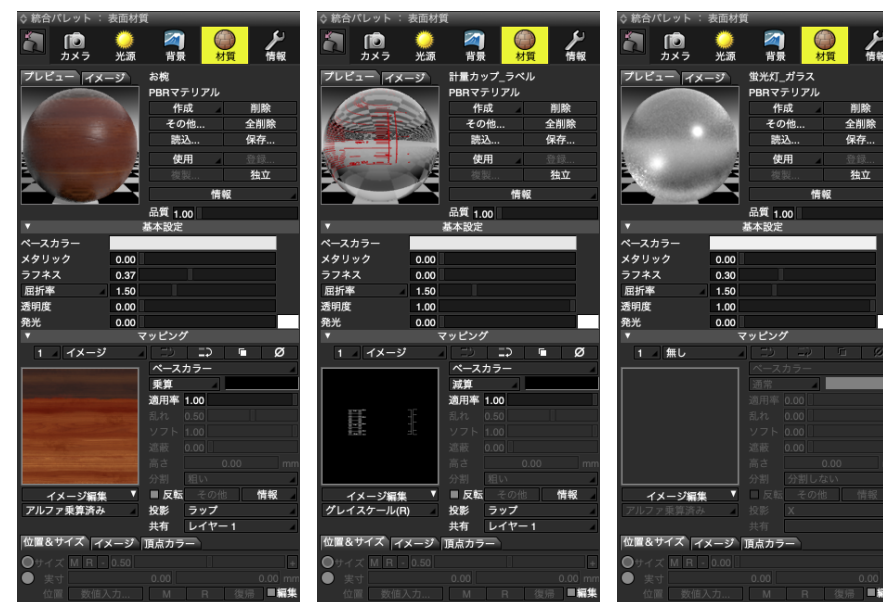 統合パレット ： 表面材質
カメラ 光源 背景 材質 情報
プレビュー イメージ お椀
PBRマテリアル
作成 削除
その他... 全削除
読込... 保存...
使用 登録...
複製... 独立
情報
品質 1.00
基本設定
ベースカラー
メタリック 0.00
ラフネス 0.37
屈折率 1.50
透明度 0.00
発光 0.00
マッピング
1 イメージ
ベースカラー
乗算
適用率 1.00
乱れ 0.50
ソフト 1.00
遮蔽 0.00
高さ 0.00 mm
分割 粗い
イメージ編集 反転 その他 情報
アルファ乗算済み 投影 ラップ
共有 レイヤー 1
位置&サイズ イメージ 頂点カラー
サイズ M R - 0.50 +
実寸 0.00 0.00 mm
位置 数値入力... M R 復帰 編集
統合パレット ： 表面材質
カメラ 光源 背景 材質 情報
プレビュー イメージ 計量カップ_ラベル
PBRマテリアル
作成 削除
その他... 全削除
読込... 保存...
使用 登録...
複製... 独立
情報
品質 1.00
基本設定
ベースカラー
メタリック 0.00
ラフネス 0.00
屈折率 1.50
透明度 1.00
発光 0.00
マッピング
1 イメージ
ベースカラー
減算
適用率 1.00
乱れ 0.50
ソフト 1.00
遮蔽 0.00
高さ 0.00 mm
分割 粗い
イメージ編集 反転 その他 情報
グレイスケール(R) 投影 ラップ
共有 レイヤー 1
位置&サイズ イメージ 頂点カラー
サイズ M R - 0.50 +
実寸 0.00 0.00 mm
位置 数値入力... M R 復帰 編集
統合パレット ： 表面材質
カメラ 光源 背景 材質 情報
プレビュー イメージ 蛍光灯_ガラス
PBRマテリアル
作成 削除
その他... 全削除
読込... 保存...
使用 登録...
複製... 独立
情報
品質 1.00
基本設定
ベースカラー
メタリック 0.00
ラフネス 0.30
屈折率 1.50
透明度 1.00
発光 0.00
マッピング
1 無し
ベースカラー
通常
適用率 0.00
乱れ 0.00
ソフト 0.00
遮蔽 0.00
高さ 0.00
分割 分割しない
イメージ編集 反転 その他 情報
アルファ乗算済み 投影 X
共有
位置&サイズ イメージ 頂点カラー
サイズ M R - 0.00
実寸 0.00 0.00
位置 数値入力... M R 復帰